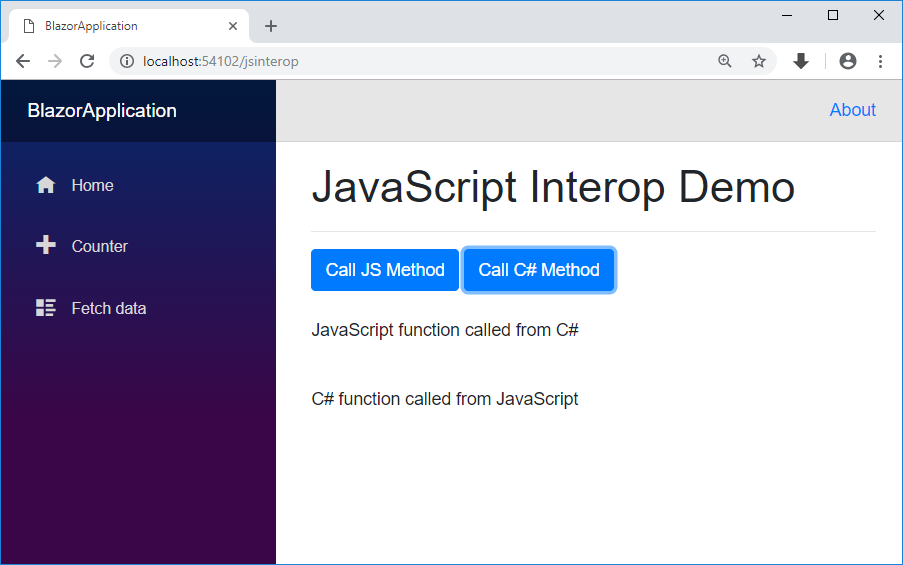 BlazorApplication
localhost:54102/jsinterop
BlazorApplication
About
Home
Counter
Fetch data
JavaScript Interop Demo
Call JS Method Call C# Method
JavaScript function called from C#
C# function called from JavaScript